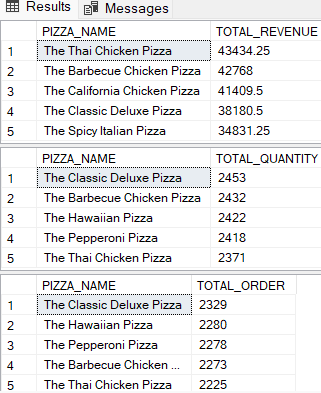 Results Messages
PIZZA_NAME TOTAL_REVENUE
1 The Thai Chicken Pizza 43434.25
2 The Barbecue Chicken Pizza 42768
3 The California Chicken Pizza 41409.5
4 The Classic Deluxe Pizza 38180.5
5 The Spicy Italian Pizza 34831.25
PIZZA_NAME TOTAL_QUANTITY
1 The Classic Deluxe Pizza 2453
2 The Barbecue Chicken Pizza 2432
3 The Hawaiian Pizza 2422
4 The Pepperoni Pizza 2418
5 The Thai Chicken Pizza 2371
PIZZA_NAME TOTAL_ORDER
1 The Classic Deluxe Pizza 2329
2 The Hawaiian Pizza 2280
3 The Pepperoni Pizza 2278
4 The Barbecue Chicken ... 2273
5 The Thai Chicken Pizza 2225